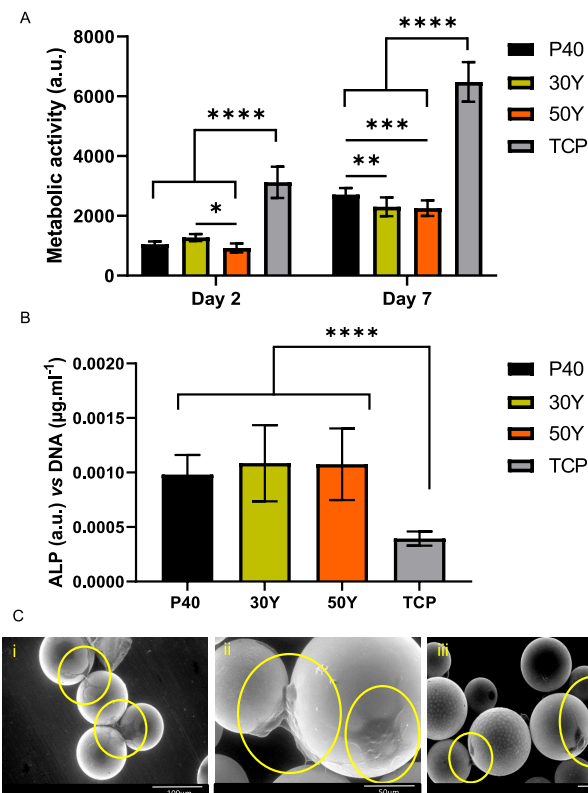 A
Metabolic activity (a.u.)
8000
6000
4000
2000
0
****
*
****
***
**
Day 2
Day 7
P40
30Y
50Y
TCP
B
ALP (a.u.) vs DNA (µg.ml⁻¹)
0.0020
0.0015
0.0010
0.0005
0.0000
****
P40
30Y
50Y
TCP
P40
30Y
50Y
TCP
C
i
ii
iii
100µm
50µm